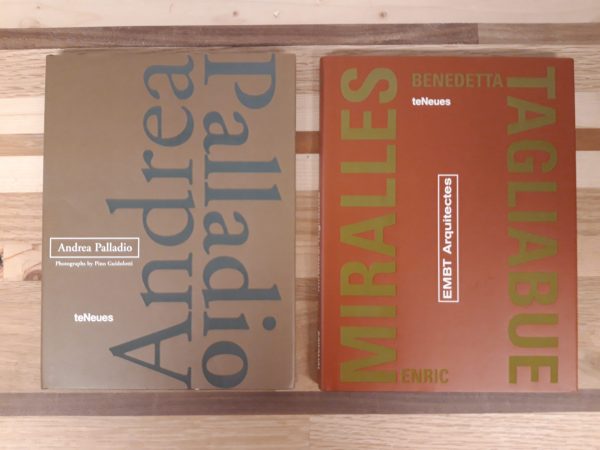 Andrea
Palladio
Andrea Palladio
Photographs by Pino Guidolotti
teNeues
BENEDETTA
TAGLIABUE
teNeues
EMBT Arquitectes
MIRALLES
ENRIC